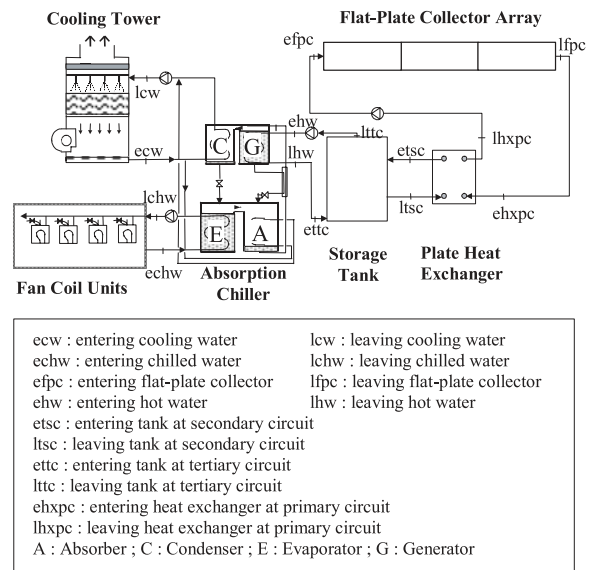 Cooling Tower
Flat-Plate Collector Array
efpc
lfpc
lcw
ehw
lttc
lhxpc
ecw
C
G
lhw
etsc
lchw
ltsc
ehxpc
ettc
E
A
echw
Fan Coil Units
Absorption
Chiller
Storage
Tank
Plate Heat
Exchanger
ecw : entering cooling water
lcw : leaving cooling water
echw : entering chilled water
lchw : leaving chilled water
efpc : entering flat-plate collector
lfpc : leaving flat-plate collector
ehw : entering hot water
lhw : leaving hot water
etsc : entering tank at secondary circuit
ltsc : leaving tank at secondary circuit
ettc : entering tank at tertiary circuit
lttc : leaving tank at tertiary circuit
ehxpc : entering heat exchanger at primary circuit
lhxpc : leaving heat exchanger at primary circuit
A : Absorber ; C : Condenser ; E : Evaporator ; G : Generator